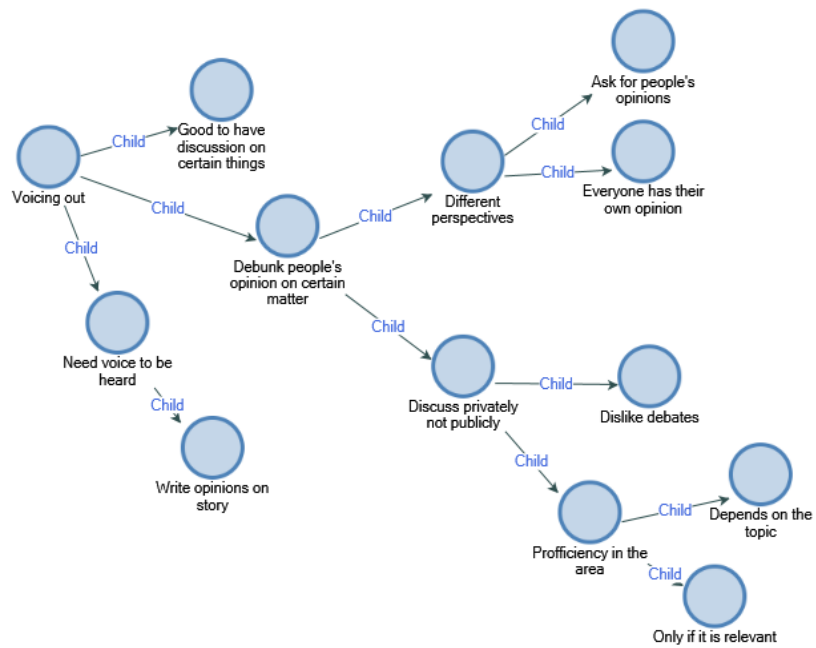 Ask for people's
opinions
Child
Good to have
discussion on
certain things
Child
Everyone has their
own opinion
Child
Different
perspectives
Child
Voicing out
Child
Debunk people's
opinion on certain
matter
Child
Need voice to be
heard
Child
Write opinions on
story
Child
Discuss privately
not publicly
Child
Dislike debates
Child
Profficiency in the
area
Child
Depends on the
topic
Child
Only if it is relevant